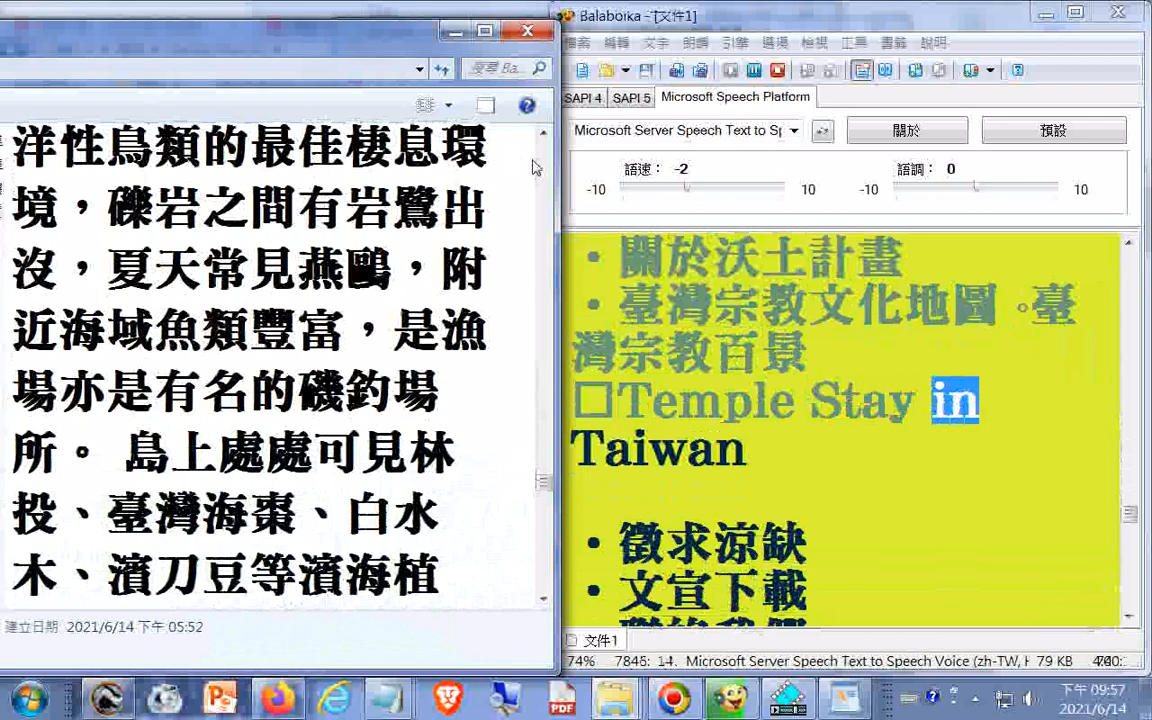 Balabolka - [文件1]
檔案 編輯 文字 朗讀 引擎 選項 檢視 工具 書籤 說明
搜尋 Ba...
SAPI 4 SAPI 5 Microsoft Speech Platform
Microsoft Server Speech Text to Sp
關於
預設
語速： -2
語調： 0
-10 10 -10 10
洋性鳥類的最佳棲息環
境，礫岩之間有岩鷺出
沒，夏天常見燕鷗，附
近海域魚類豐富，是漁
場亦是有名的磯釣場
所。 島上處處可見林
投、臺灣海棗、白水
木、濱刀豆等濱海植
建立日期 2021/6/14 下午 05:52
• 關於沃土計畫
• 臺灣宗教文化地圖。臺
灣宗教百景
□Temple Stay in
Taiwan
• 徵求涼缺
• 文宣下載
文件1
74% 7846: 14. Microsoft Server Speech Text to Speech Voice (zh-TW, H 79 KB
PDF
下午 09:57
2021/6/14